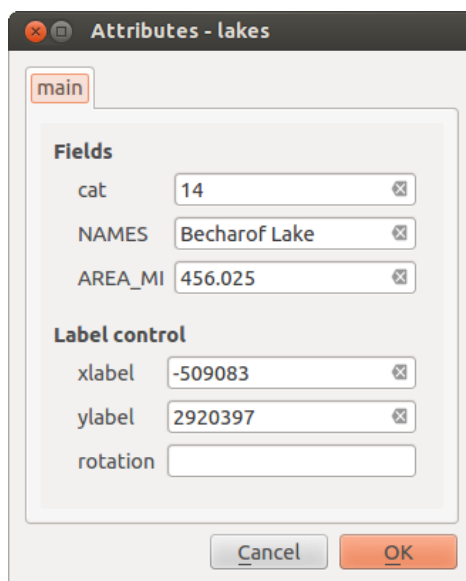 Attributes - lakes
main
Fields
cat 14
NAMES Becharof Lake
AREA_MI 456.025
Label control
xlabel -509083
ylabel 2920397
rotation
Cancel OK